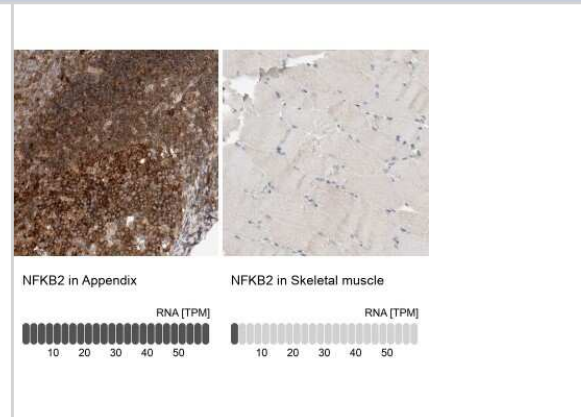 NFKB2 in Appendix
RNA [TPM]
10 20 30 40 50
NFKB2 in Skeletal muscle
RNA [TPM]
10 20 30 40 50